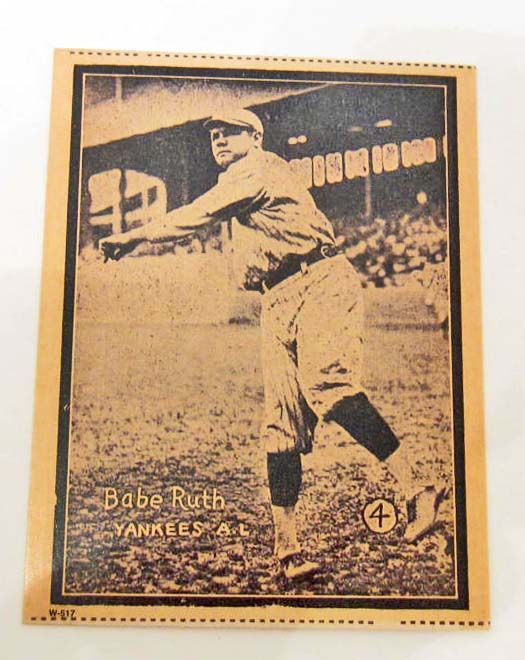 Babe Ruth
YANKEES A.L
4
W-517